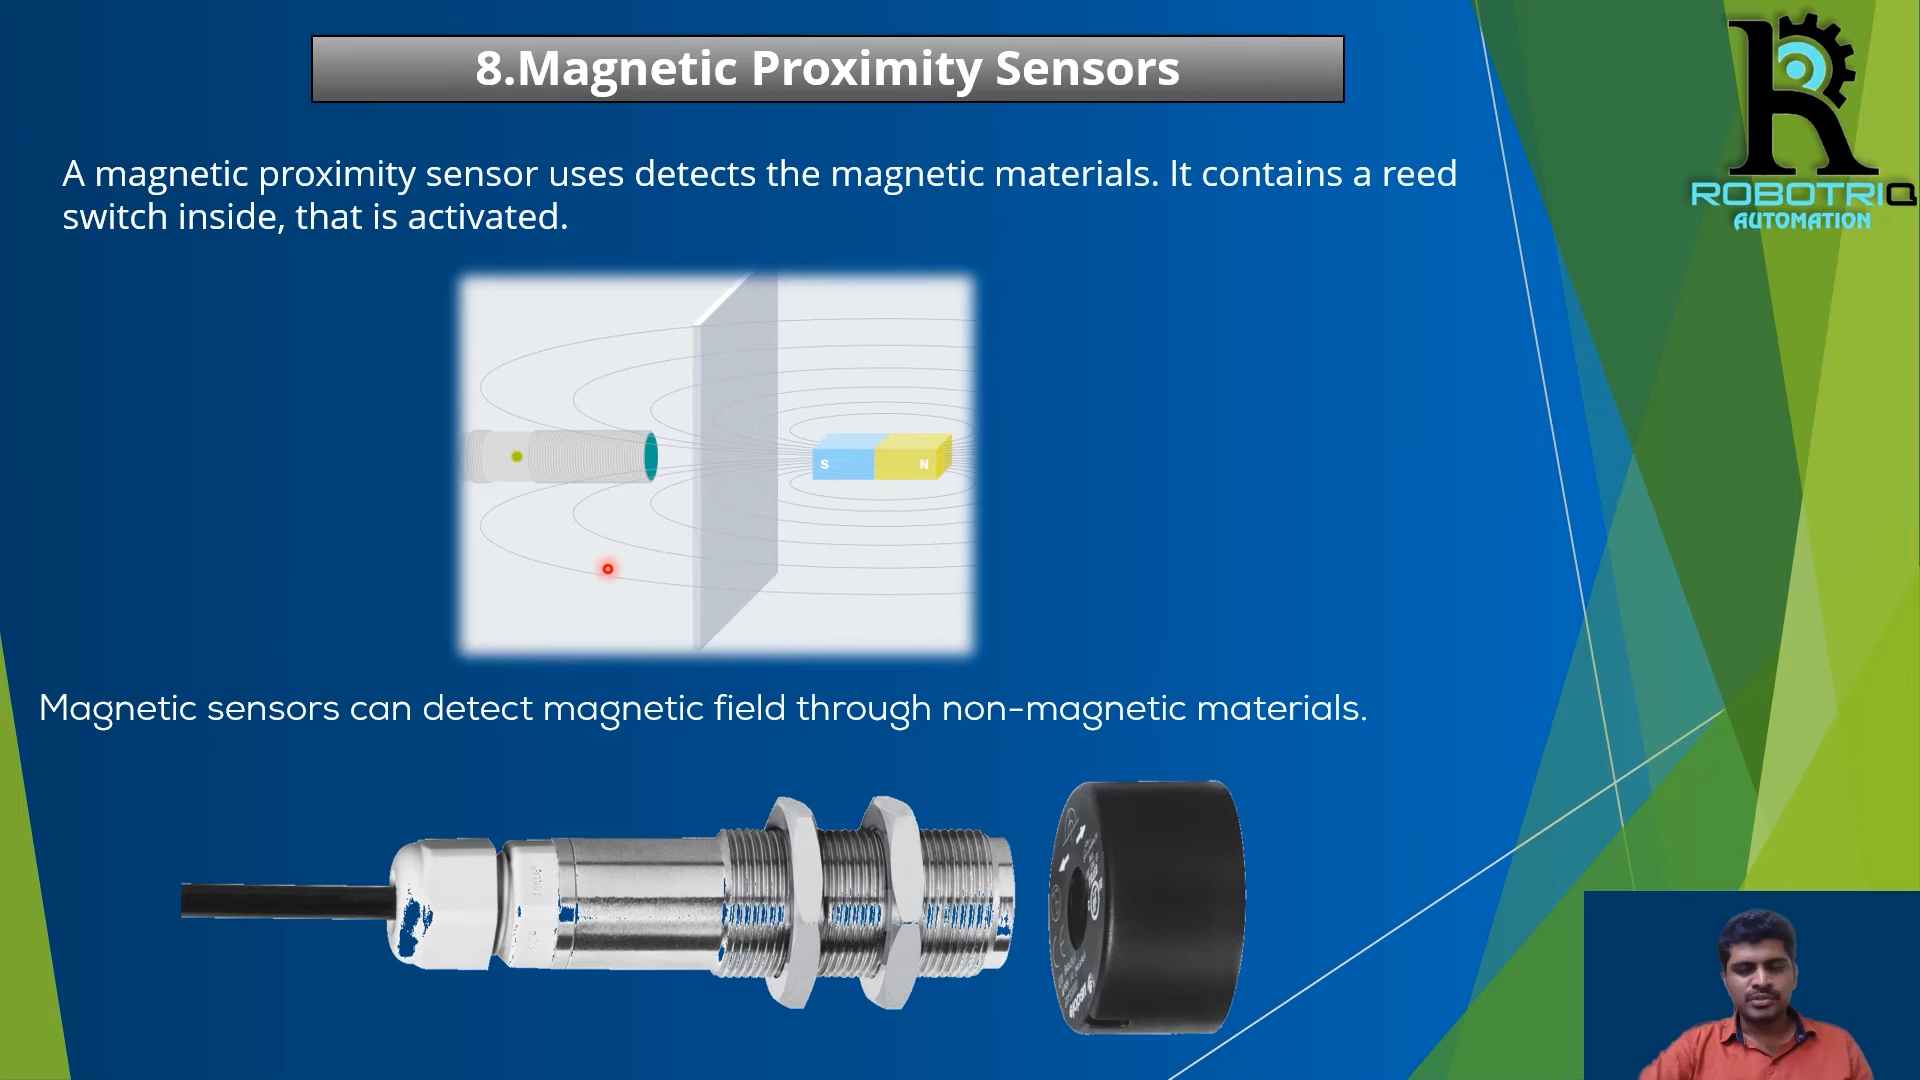 8.Magnetic Proximity Sensors
ROBOTRIQ
AUTOMATION
A magnetic proximity sensor uses detects the magnetic materials. It contains a reed
switch inside, that is activated.
S
N
Magnetic sensors can detect magnetic field through non-magnetic materials.